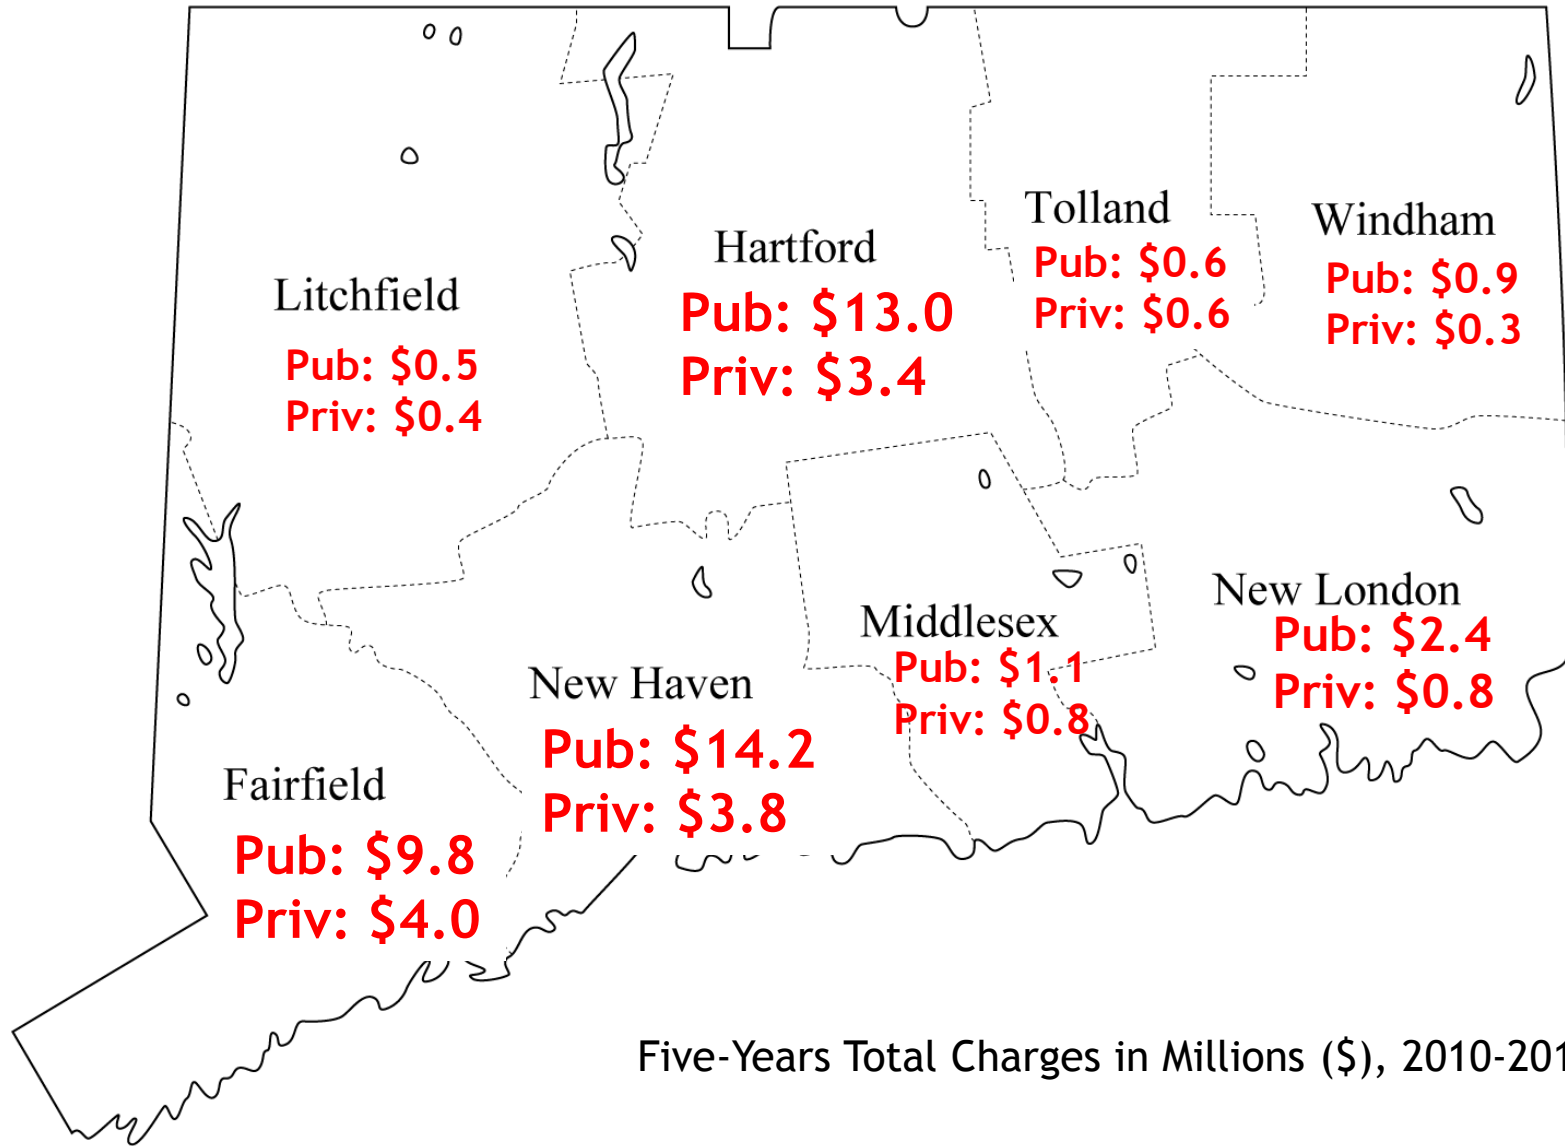 Tolland
Pub: $0.6
Priv: $0.6
Windham
Pub: $0.9
Priv: $0.3
Hartford
Pub: $13.0
Priv: $3.4
Litchfield
Pub: $0.5
Priv: $0.4
New London
Pub: $2.4
Priv: $0.8
Middlesex
Pub: $1.1
Priv: $0.8
New Haven
Pub: $14.2
Priv: $3.8
Fairfield
Pub: $9.8
Priv: $4.0
Five-Years Total Charges in Millions ($), 2010-201